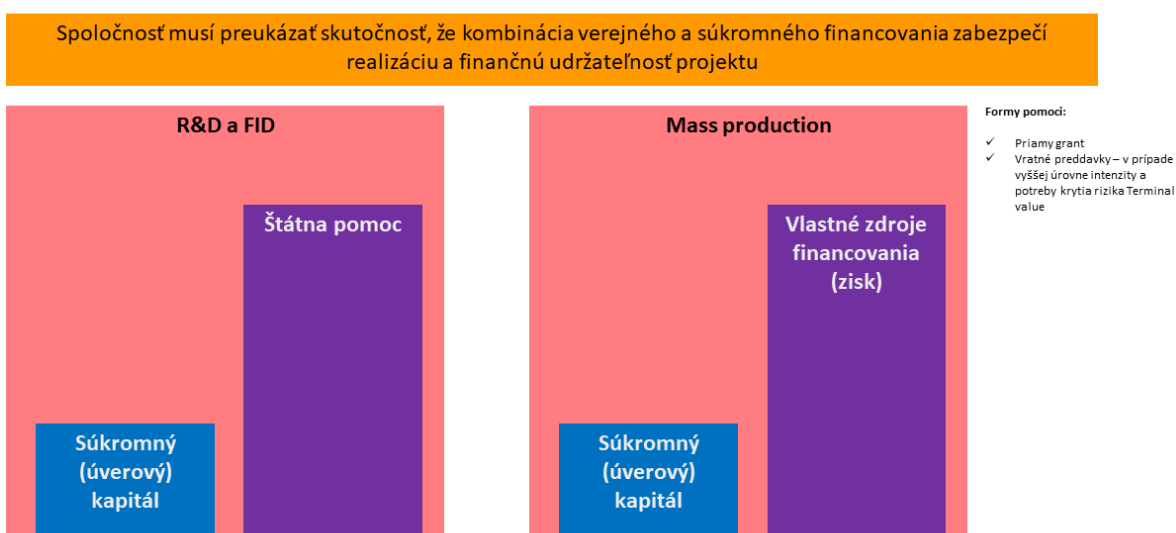 Spoločnosť musí preukázať skutočnosť, že kombinácia verejného a súkromného financovania zabezpečí
realizáciu a finančnú udržateľnosť projektu
R&D a FID
Štátna pomoc
Súkromný
(úverový)
kapitál
Mass production
Vlastné zdroje
financovania
(zisk)
Súkromný
(úverový)
kapitál
Formy pomoci:
✓ Priamy grant
✓ Vratné preddavky – v prípade
vyššej úrovne intenzity a
potreby krytia rizika Terminal
value